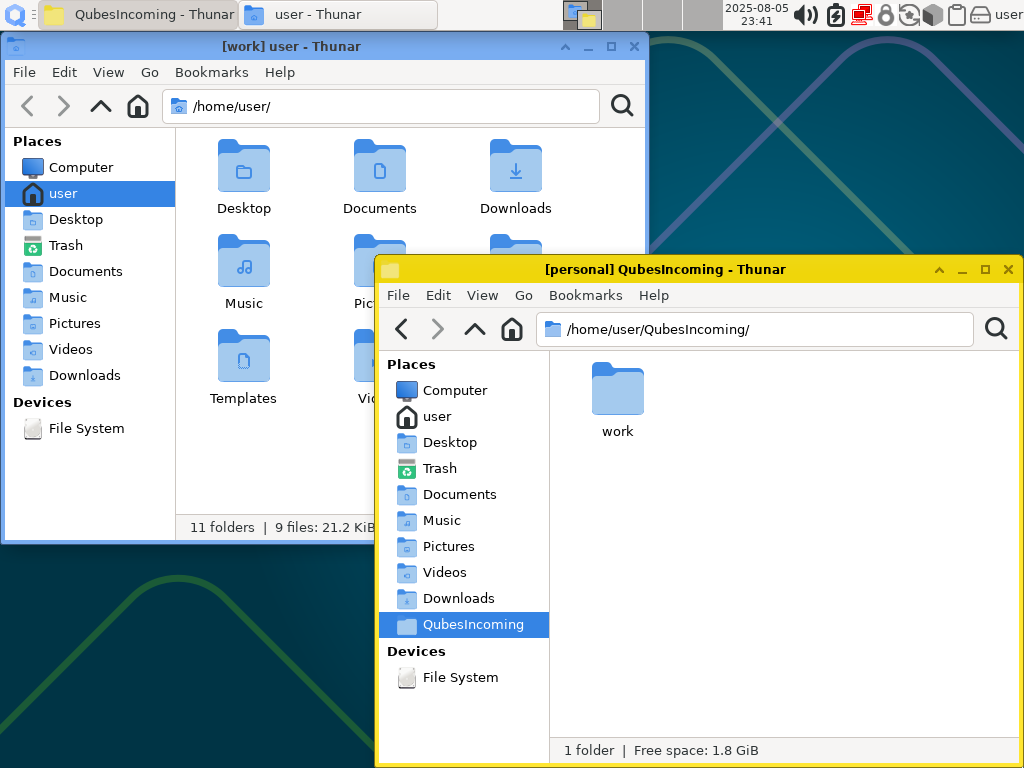 QubesIncoming - Thunar
user - Thunar
2025-08-05
23:41
user
[work] user - Thunar
File Edit View Go Bookmarks Help
/home/user/
Places
Computer
user
Desktop
Trash
Documents
Music
Pictures
Videos
Downloads
Devices
File System
Desktop Documents Downloads
Music
Templates
11 folders | 9 files: 21.2 KiB
[personal] QubesIncoming - Thunar
File Edit View Go Bookmarks Help
/home/user/QubesIncoming/
Places
Computer
user
Desktop
Trash
Documents
Music
Pictures
Videos
Downloads
QubesIncoming
Devices
File System
work
1 folder | Free space: 1.8 GiB